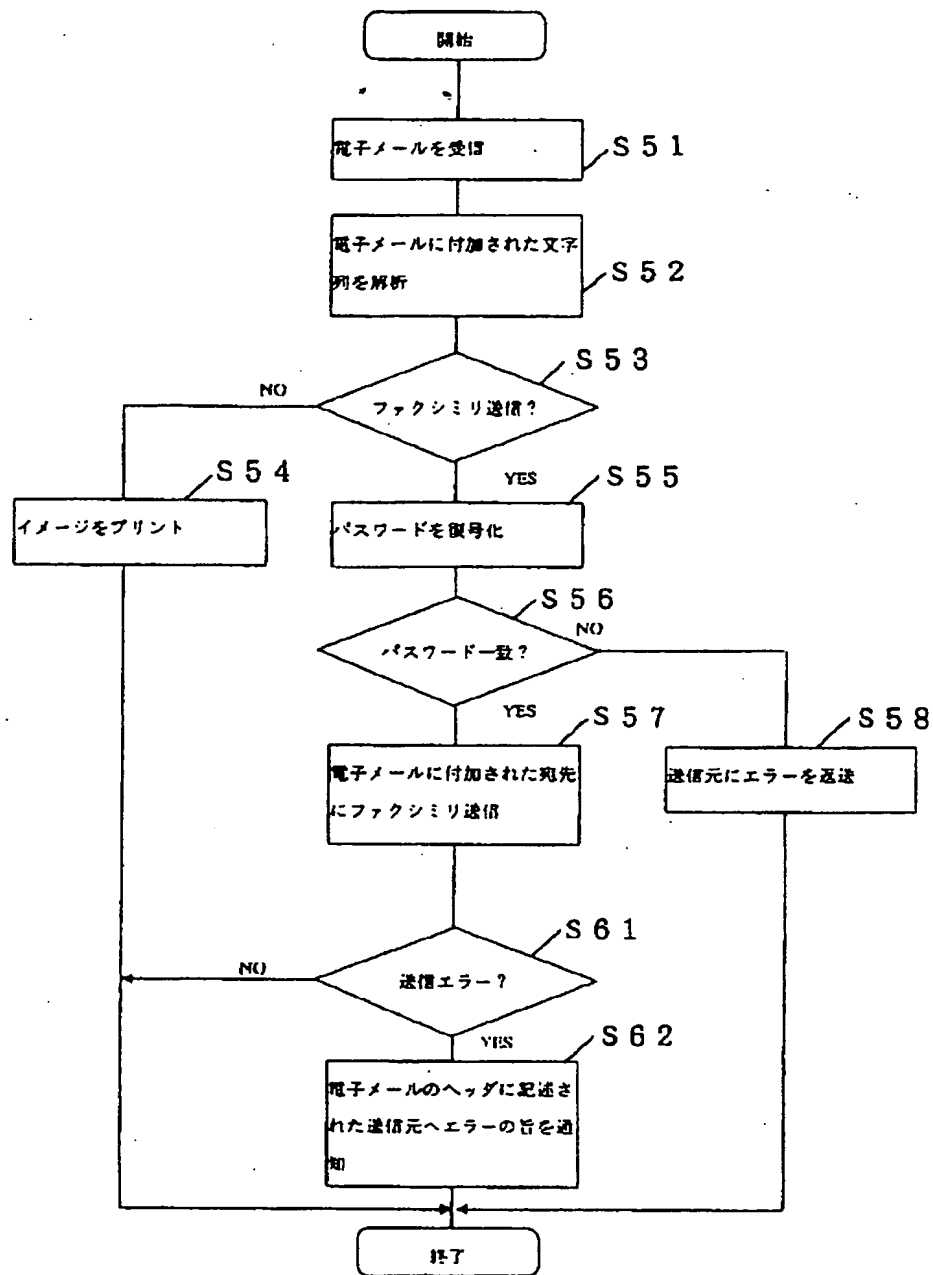 開始
電子メールを受信
S51
電子メールに付加された文字
列を解析
S52
S53
NO
ファクシミリ送信?
S54
YES
S55
イメージをプリント
パスワードを復号化
S56
NO
パスワード一致?
YES
S57
S58
電子メールに付加された宛先
にファクシミリ送信
送信元にエラーを返送
S61
NO
送信エラー?
YES
S62
電子メールのヘッダに記述さ
れた送信元へエラーの旨を通
知
終了